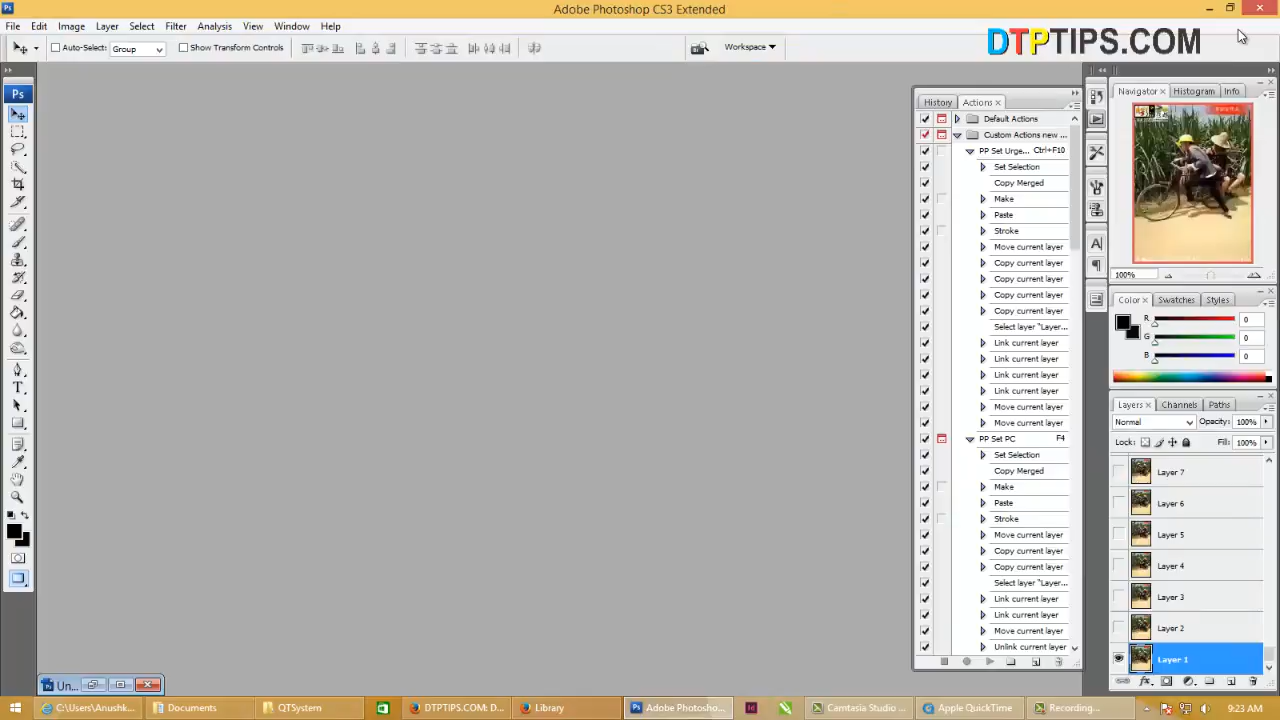 Adobe Photoshop CS3 Extended
File Edit Image Layer Select Filter Analysis View Window Help
Auto-Select: Group Show Transform Controls Workspace
DTPTIPS.COM
Ps
History Actions
Default Actions
Custom Actions new ...
PP Set Urge... Ctrl+F10
Set Selection
Copy Merged
Make
Paste
Stroke
Move current layer
Copy current layer
Copy current layer
Copy current layer
Copy current layer
Select layer "Layer...
Link current layer
Link current layer
Link current layer
Link current layer
Move current layer
Move current layer
PP Set PC F4
Set Selection
Copy Merged
Make
Paste
Stroke
Move current layer
Copy current layer
Copy current layer
Select layer "Layer...
Link current layer
Link current layer
Move current layer
Unlink current layer
Navigator Histogram Info
100%
Color Swatches Styles
R 0
G 0
B 0
Layers Channels Paths
Normal Opacity: 100%
Lock: Fill: 100%
Layer 7
Layer 6
Layer 5
Layer 4
Layer 3
Layer 2
Layer 1
Un...
C:\Users\Anushk... Documents QTSystem DTPTIPS.COM: D... Library Adobe Photosho... Camtasia Studio ... Apple QuickTime Recording... 9:23 AM